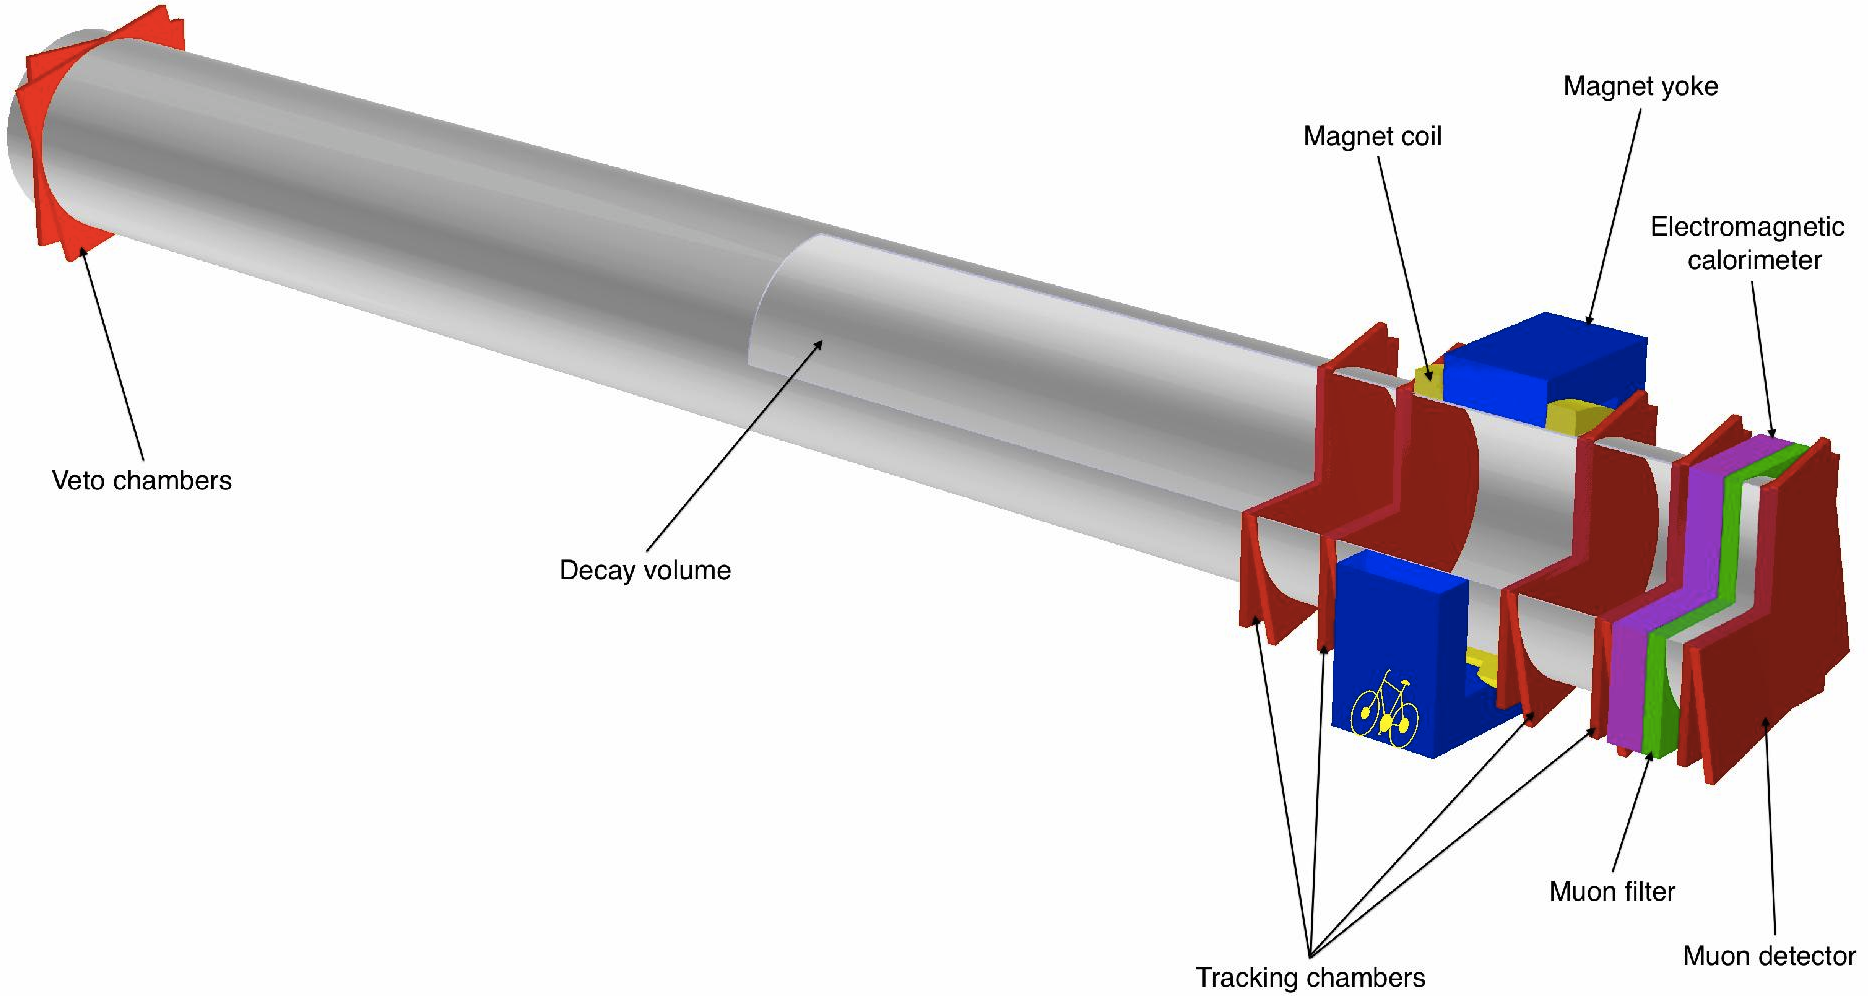 Magnet yoke
Magnet coil
Electromagnetic
calorimeter
Veto chambers
Decay volume
Muon filter
Muon detector
Tracking chambers